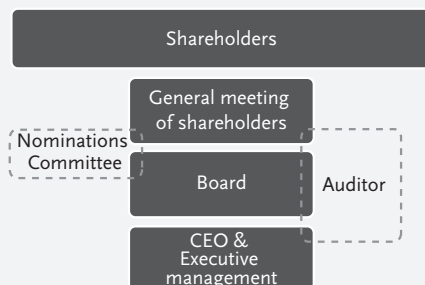 Shareholders
General meeting
of shareholders
Nominations
Committee
Board
Auditor
CEO &
Executive
management